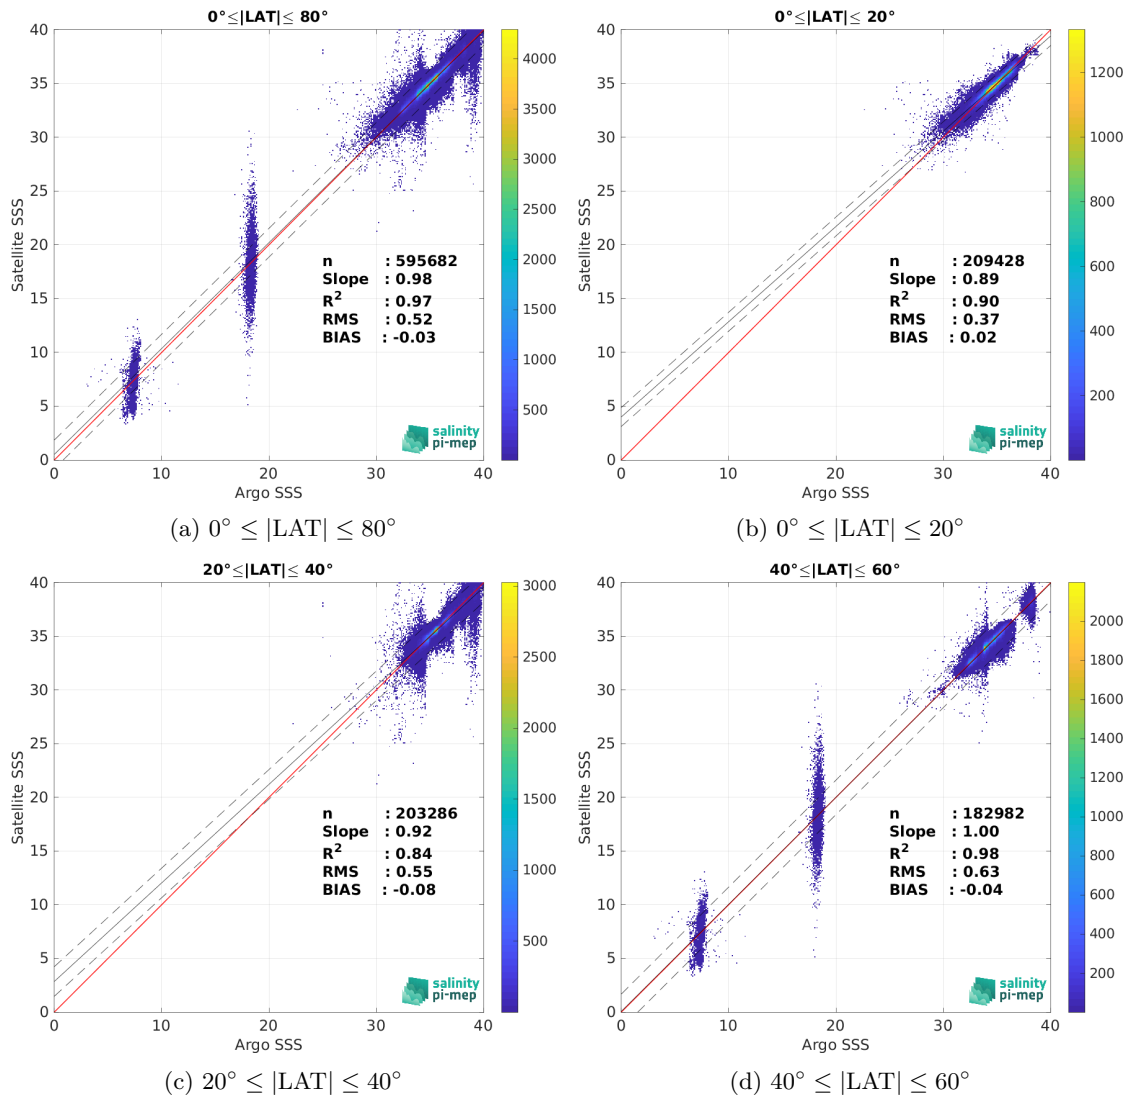 0°≤|LAT|≤ 80°
Satellite SSS
40
35
30
25
20
15
10
5
0
0 10 20 30 40
Argo SSS
n : 595682
Slope : 0.98
R² : 0.97
RMS : 0.52
BIAS : -0.03
salinity
pi-mep
4000
3500
3000
2500
2000
1500
1000
500
(a) 0° ≤ |LAT| ≤ 80°
0°≤|LAT|≤ 20°
Satellite SSS
40
35
30
25
20
15
10
5
0
0 10 20 30 40
Argo SSS
n : 209428
Slope : 0.89
R² : 0.90
RMS : 0.37
BIAS : 0.02
salinity
pi-mep
1200
1000
800
600
400
200
(b) 0° ≤ |LAT| ≤ 20°
20°≤|LAT|≤ 40°
Satellite SSS
40
35
30
25
20
15
10
5
0
0 10 20 30 40
Argo SSS
n : 203286
Slope : 0.92
R² : 0.84
RMS : 0.55
BIAS : -0.08
salinity
pi-mep
3000
2500
2000
1500
1000
500
(c) 20° ≤ |LAT| ≤ 40°
40°≤|LAT|≤ 60°
Satellite SSS
40
35
30
25
20
15
10
5
0
0 10 20 30 40
Argo SSS
n : 182982
Slope : 1.00
R² : 0.98
RMS : 0.63
BIAS : -0.04
salinity
pi-mep
2000
1800
1600
1400
1200
1000
800
600
400
200
(d) 40° ≤ |LAT| ≤ 60°